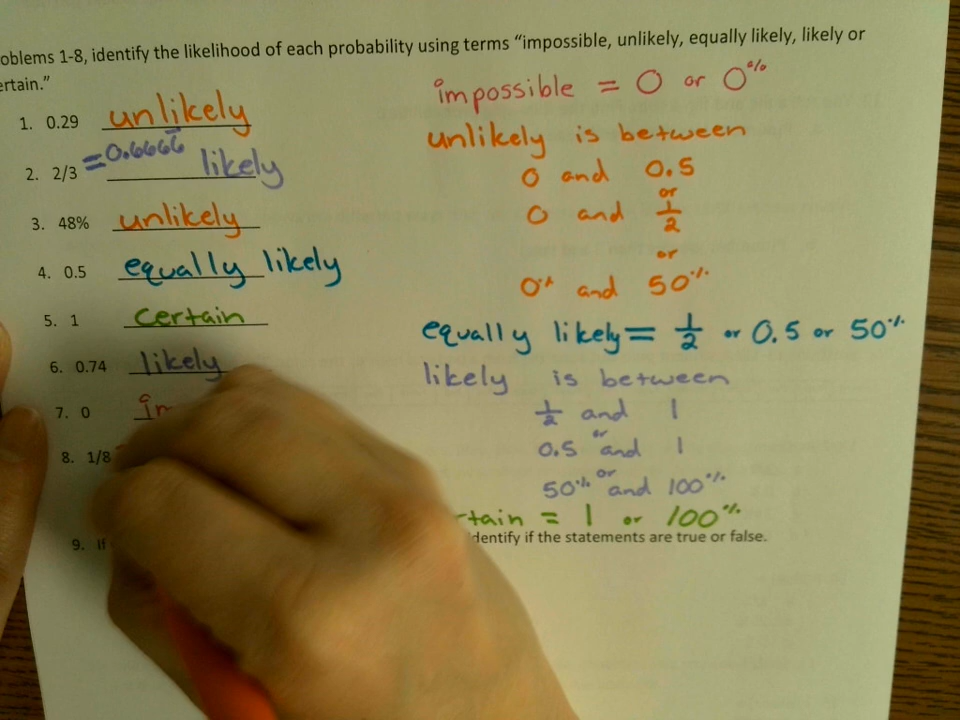 oblems 1-8, identify the likelihood of each probability using terms “impossible, unlikely, equally likely, likely or
ertain.”
1. 0.29 unlikely
2. 2/3 = 0.6666 likely
3. 48% unlikely
4. 0.5 equally likely
5. 1 certain
6. 0.74 likely
7. 0 im
8. 1/8
9. If
impossible = 0 or 0%
unlikely is between
0 and 0.5
or
0 and 1/2
or
0% and 50%
equally likely = 1/2 or 0.5 or 50%
likely is between
1/2 and 1
or
0.5 and 1
or
50% and 100%
rtain = 1 or 100%
dentify if the statements are true or false.